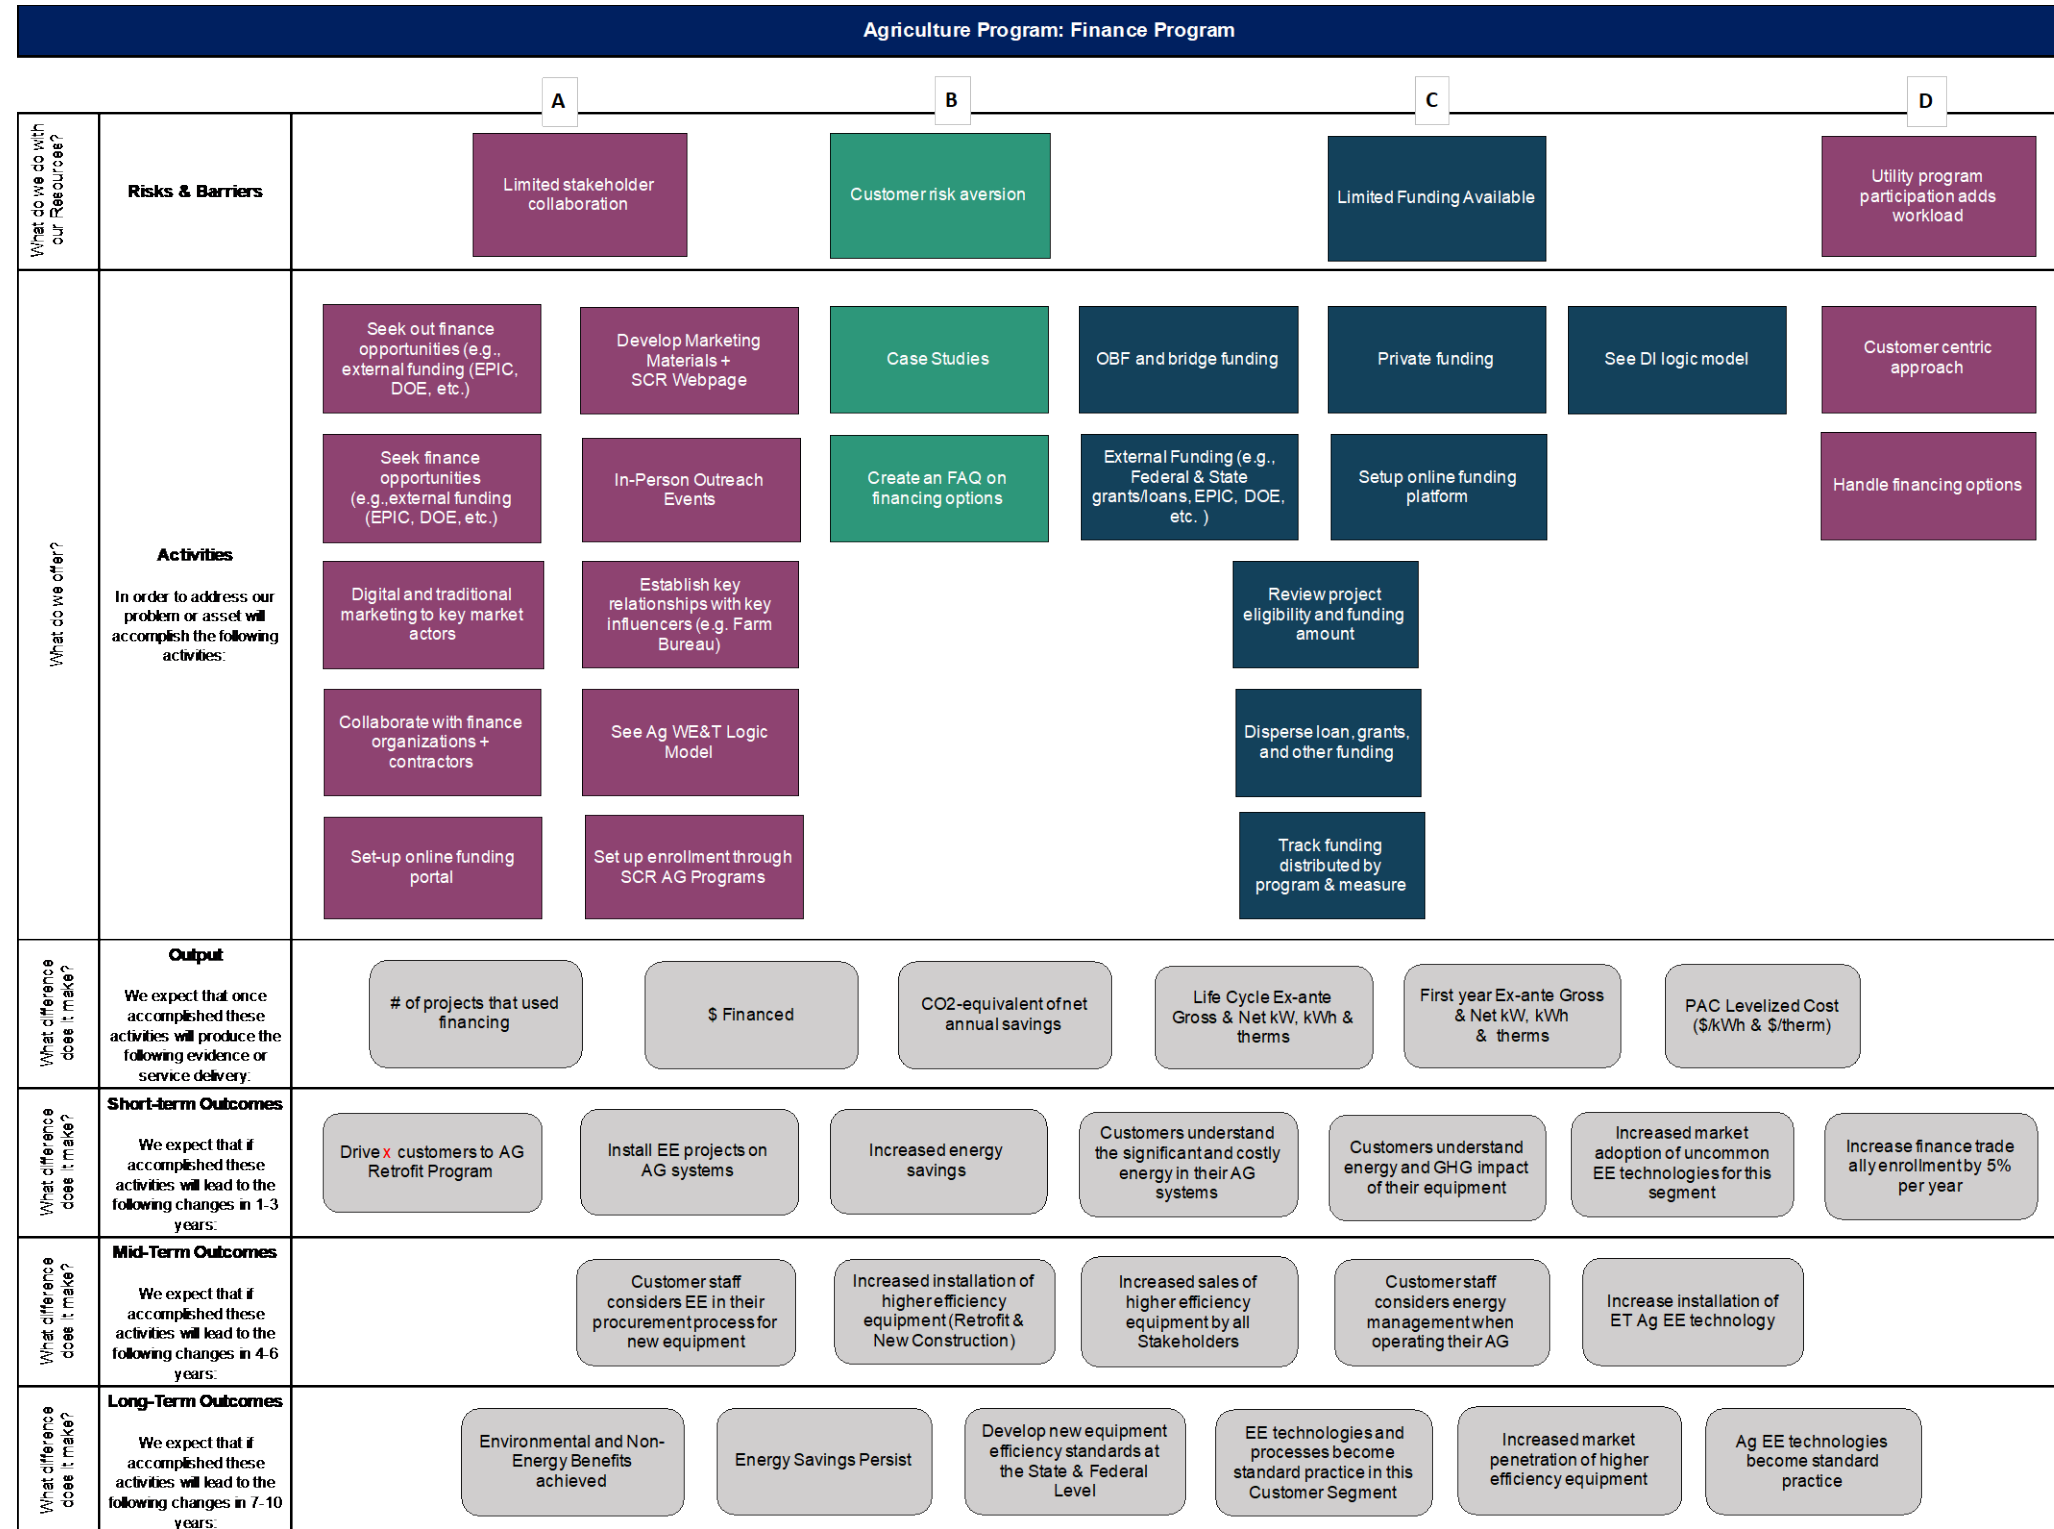 Agriculture Program: Finance Program
A
B
C
D
What do we do with
our Resources?
Risks & Barriers
Limited stakeholder
collaboration
Customer risk aversion
Limited Funding Available
Utility program
participation adds
workload
What do we offer?
Activities
In order to address our
problem or asset will
accomplish the following
activities:
Seek out finance
opportunities (e.g.,
external funding (EPIC,
DOE, etc.)
Develop Marketing
Materials +
SCR Webpage
Case Studies
OBF and bridge funding
Private funding
See DI logic model
Customer centric
approach
Seek finance
opportunities
(e.g.,external funding
(EPIC, DOE, etc.)
In-Person Outreach
Events
Create an FAQ on
financing options
External Funding (e.g.,
Federal & State
grants/loans, EPIC, DOE,
etc. )
Setup online funding
platform
Handle financing options
Digital and traditional
marketing to key market
actors
Establish key
relationships with key
influencers (e.g. Farm
Bureau)
Review project
eligibility and funding
amount
Collaborate with finance
organizations +
contractors
See Ag WE&T Logic
Model
Disperse loan, grants,
and other funding
Set-up online funding
portal
Set up enrollment through
SCR AG Programs
Track funding
distributed by
program & measure
What difference
does it make?
Output
We expect that once
accomplished these
activities will produce the
following evidence or
service delivery:
# of projects that used
financing
$ Financed
CO2-equivalent of net
annual savings
Life Cycle Ex-ante
Gross & Net kW, kWh &
therms
First year Ex-ante Gross
& Net kW, kWh
& therms
PAC Levelized Cost
($/kWh & $/therm)
What difference
does it make?
Short-term Outcomes
We expect that if
accomplished these
activities will lead to the
following changes in 1-3
years:
Drive x customers to AG
Retrofit Program
Install EE projects on
AG systems
Increased energy
savings
Customers understand
the significant and costly
energy in their AG
systems
Customers understand
energy and GHG impact
of their equipment
Increased market
adoption of uncommon
EE technologies for this
segment
Increase finance trade
ally enrollment by 5%
per year
What difference
does it make?
Mid-Term Outcomes
We expect that if
accomplished these
activities will lead to the
following changes in 4-6
years:
Customer staff
considers EE in their
procurement process for
new equipment
Increased installation of
higher efficiency
equipment (Retrofit &
New Construction)
Increased sales of
higher efficiency
equipment by all
Stakeholders
Customer staff
considers energy
management when
operating their AG
Increase installation of
ET Ag EE technology
What difference
does it make?
Long-Term Outcomes
We expect that if
accomplished these
activities will lead to the
following changes in 7-10
years:
Environmental and Non-
Energy Benefits
achieved
Energy Savings Persist
Develop new equipment
efficiency standards at
the State & Federal
Level
EE technologies and
processes become
standard practice in this
Customer Segment
Increased market
penetration of higher
efficiency equipment
Ag EE technologies
become standard
practice